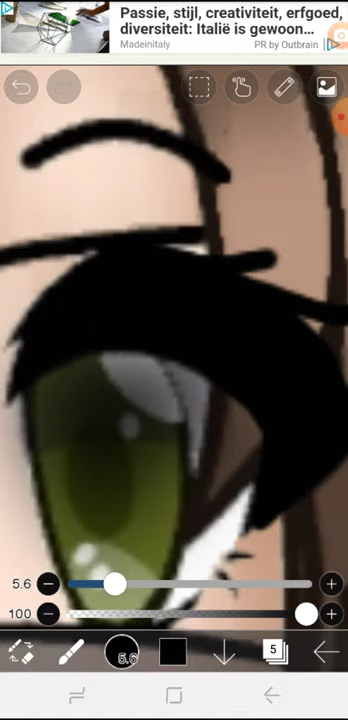 Passie, stijl, creativiteit, erfgoed,
diversiteit: Italië is gewoon...
Madeinitaly
PR by Outbrain
5.6
100
5.6
5